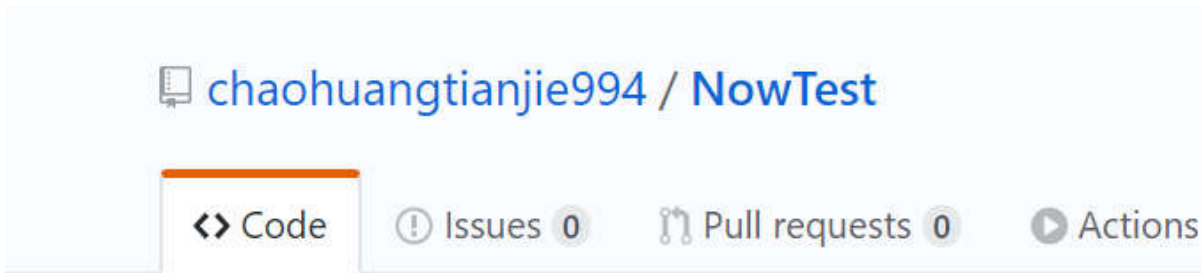 chaohuangtianjie994 / NowTest
<> Code Issues 0 Pull requests 0 Actions